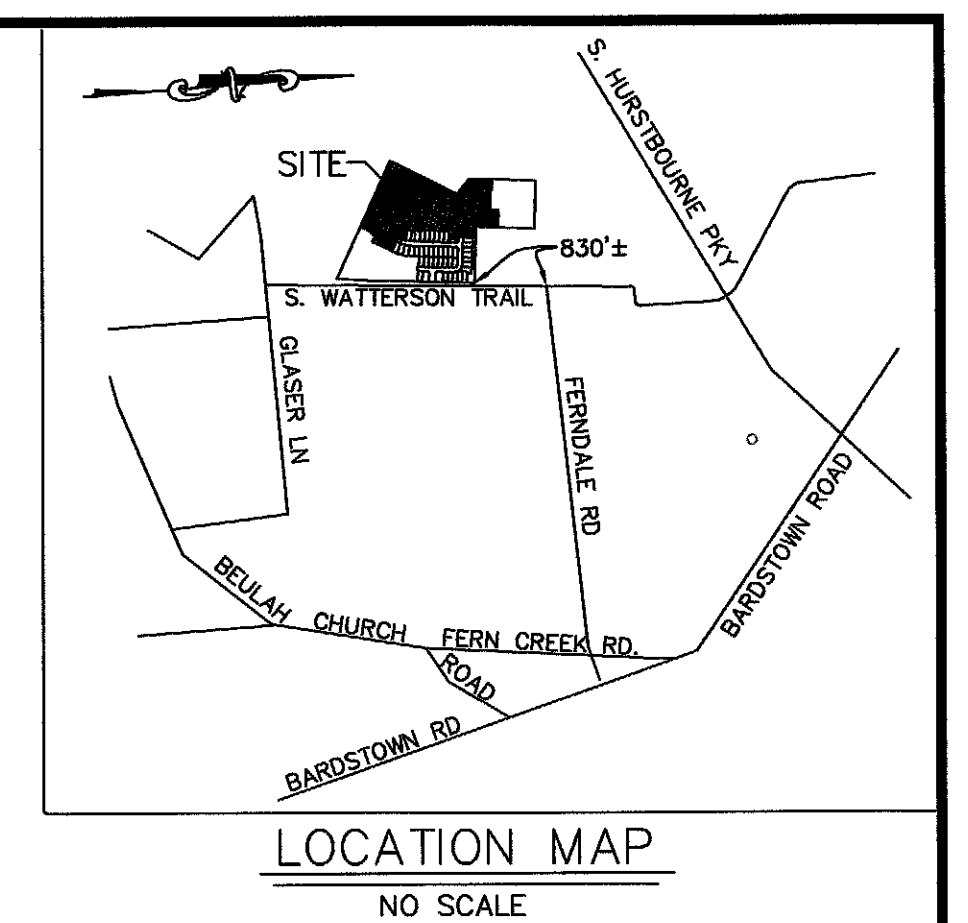 S. HURSTBOURNE PKY
SITE
830'±
S. WATTERSON TRAIL
GLASER LN
FERNDALE RD
BARDSTOWN ROAD
BEULAH CHURCH ROAD
FERN CREEK RD.
BARDSTOWN RD
LOCATION MAP
NO SCALE